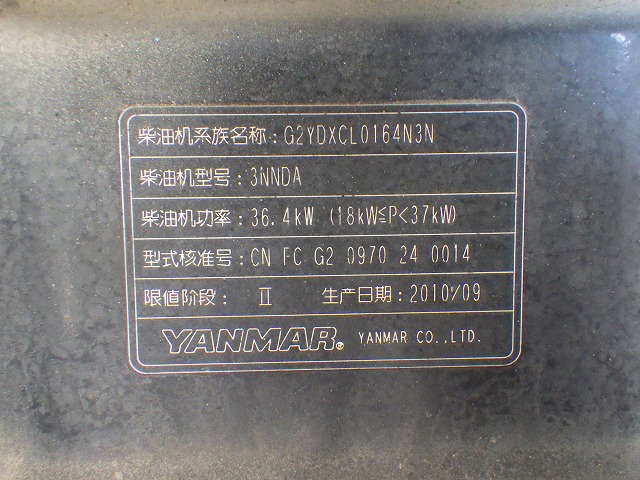 柴油机系族名称：G2YDXCL0164N3N
柴油机型号：3NNDA
柴油机功率：36.4kW (18kW≦P<37kW)
型式核准号：CN FC G2 0970 24 0014
限值阶段： Ⅱ 生产日期：2010/09
YANMAR® YANMAR CO.,LTD.